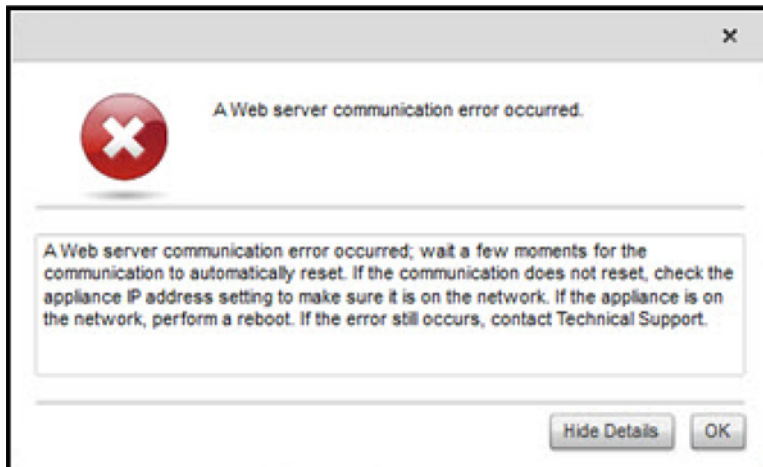 A Web server communication error occurred.
A Web server communication error occurred; wait a few moments for the
communication to automatically reset. If the communication does not reset, check the
appliance IP address setting to make sure it is on the network. If the appliance is on
the network, perform a reboot. If the error still occurs, contact Technical Support.
Hide Details OK